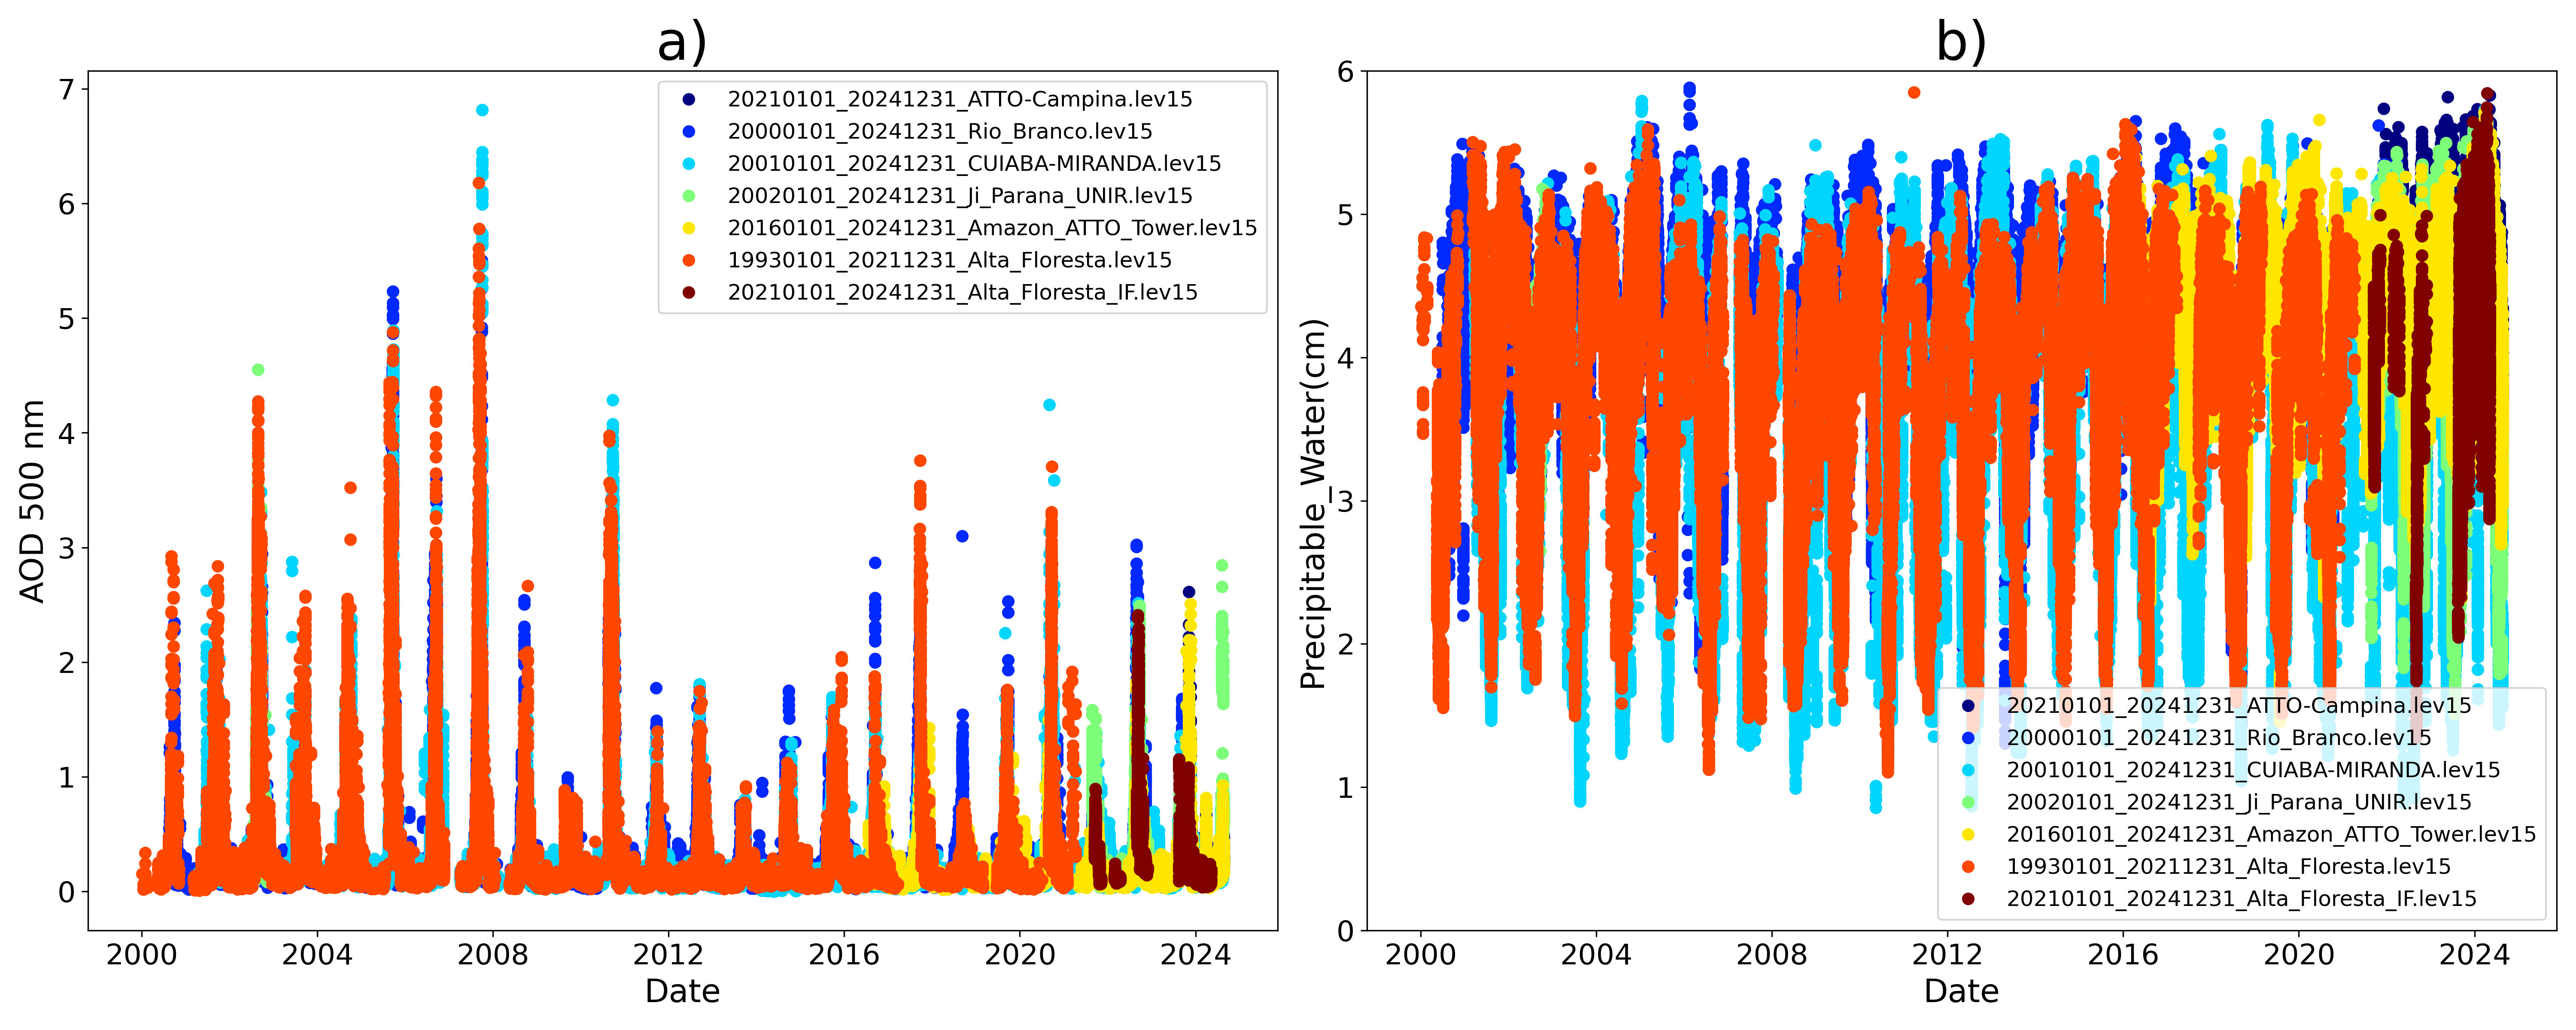 a)
7
6
5
4
3
2
1
0
AOD 500 nm
20210101_20241231_ATTO-Campina.lev15
20000101_20241231_Rio_Branco.lev15
20010101_20241231_CUIABA-MIRANDA.lev15
20020101_20241231_Ji_Parana_UNIR.lev15
20160101_20241231_Amazon_ATTO_Tower.lev15
19930101_20211231_Alta_Floresta.lev15
20210101_20241231_Alta_Floresta_IF.lev15
2000 2004 2008 2012 2016 2020 2024
Date
b)
6
5
4
3
2
1
0
Precipitable_Water(cm)
20210101_20241231_ATTO-Campina.lev15
20000101_20241231_Rio_Branco.lev15
20010101_20241231_CUIABA-MIRANDA.lev15
20020101_20241231_Ji_Parana_UNIR.lev15
20160101_20241231_Amazon_ATTO_Tower.lev15
19930101_20211231_Alta_Floresta.lev15
20210101_20241231_Alta_Floresta_IF.lev15
2000 2004 2008 2012 2016 2020 2024
Date